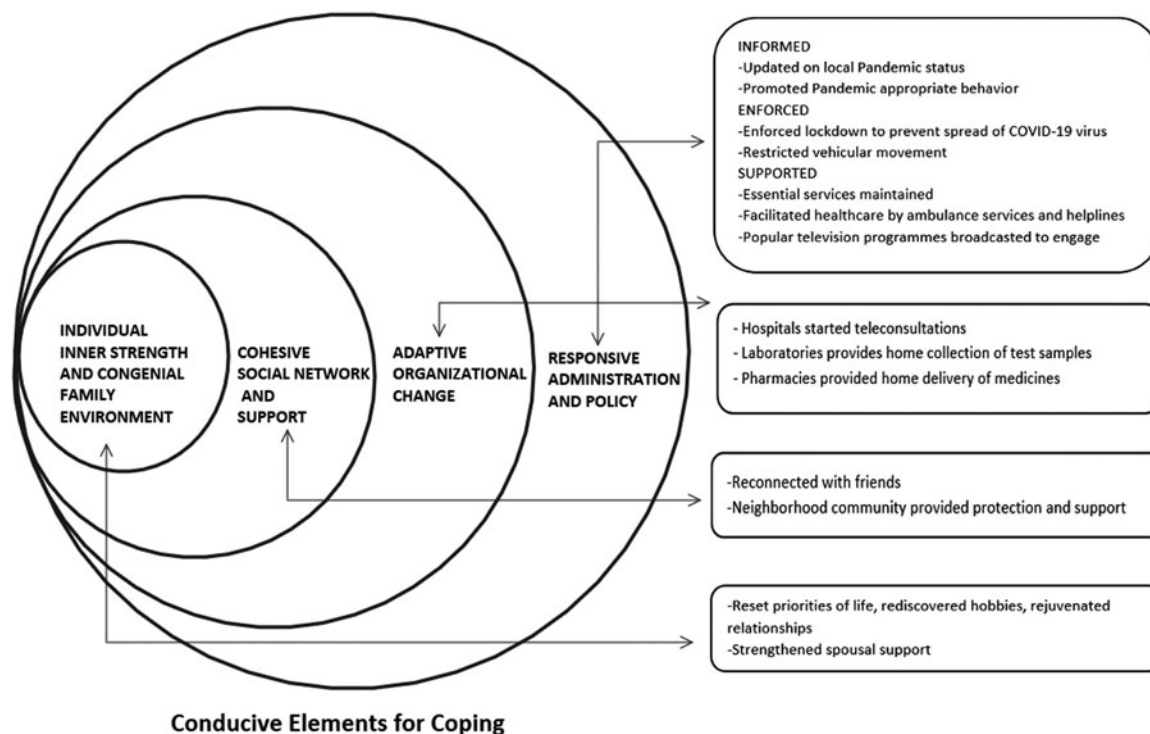 INFORMED
-Updated on local Pandemic status
-Promoted Pandemic appropriate behavior
ENFORCED
-Enforced lockdown to prevent spread of COVID-19 virus
-Restricted vehicular movement
SUPPORTED
-Essential services maintained
-Facilitated healthcare by ambulance services and helplines
-Popular television programmes broadcasted to engage
INDIVIDUAL
INNER STRENGTH
AND CONGENIAL
FAMILY
ENVIRONMENT
COHESIVE
SOCIAL NETWORK
AND
SUPPORT
ADAPTIVE
ORGANIZATIONAL
CHANGE
RESPONSIVE
ADMINISTRATION
AND POLICY
- Hospitals started teleconsultations
- Laboratories provides home collection of test samples
- Pharmacies provided home delivery of medicines
-Reconnected with friends
-Neighborhood community provided protection and support
-Reset priorities of life, rediscovered hobbies, rejuvenated
relationships
-Strengthened spousal support
Conducive Elements for Coping